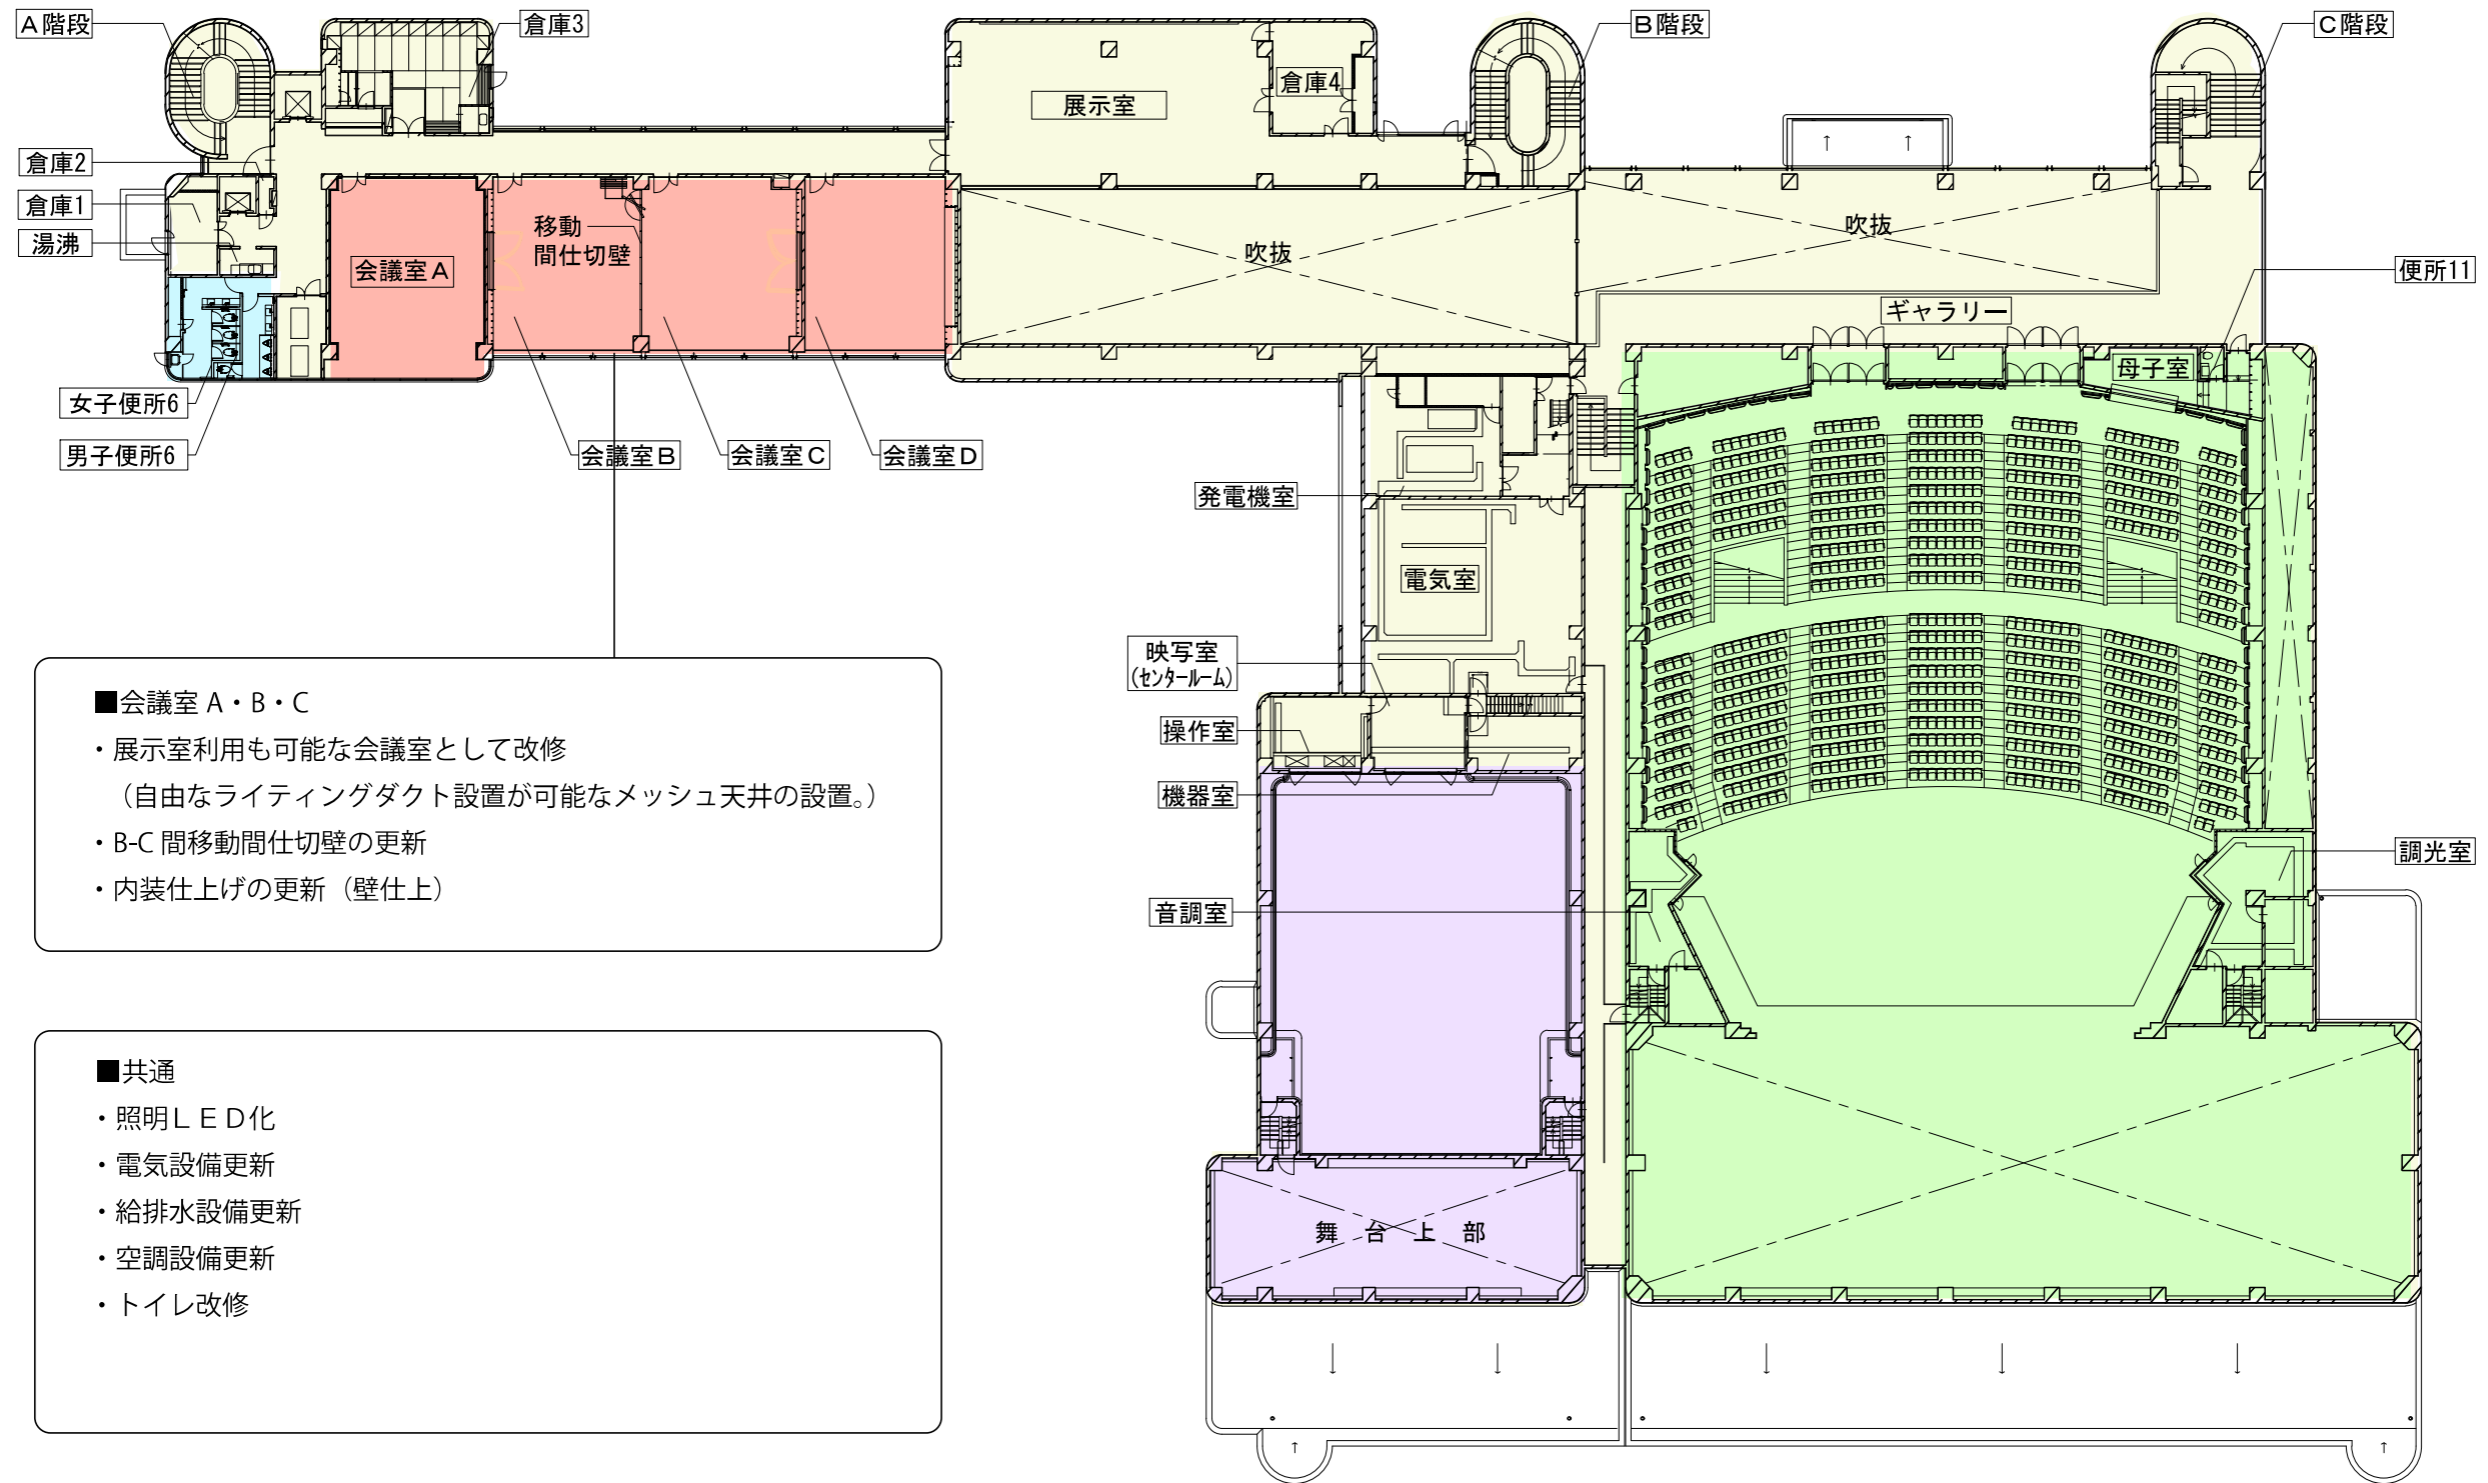 A階段
倉庫3
B階段
C階段
倉庫4
展示室
倉庫2
倉庫1
湯沸
会議室A
移動
間仕切壁
吹抜
吹抜
便所11
ギャラリー
母子室
女子便所6
男子便所6
会議室B
会議室C
会議室D
発電機室
電気室
映写室
(センタールーム)
操作室
機器室
音調室
調光室
舞台上部
■会議室 A・B・C
・展示室利用も可能な会議室として改修
（自由なライティングダクト設置が可能なメッシュ天井の設置。）
・B-C 間移動間仕切壁の更新
・内装仕上げの更新（壁仕上）
■共通
・照明ＬＥＤ化
・電気設備更新
・給排水設備更新
・空調設備更新
・トイレ改修